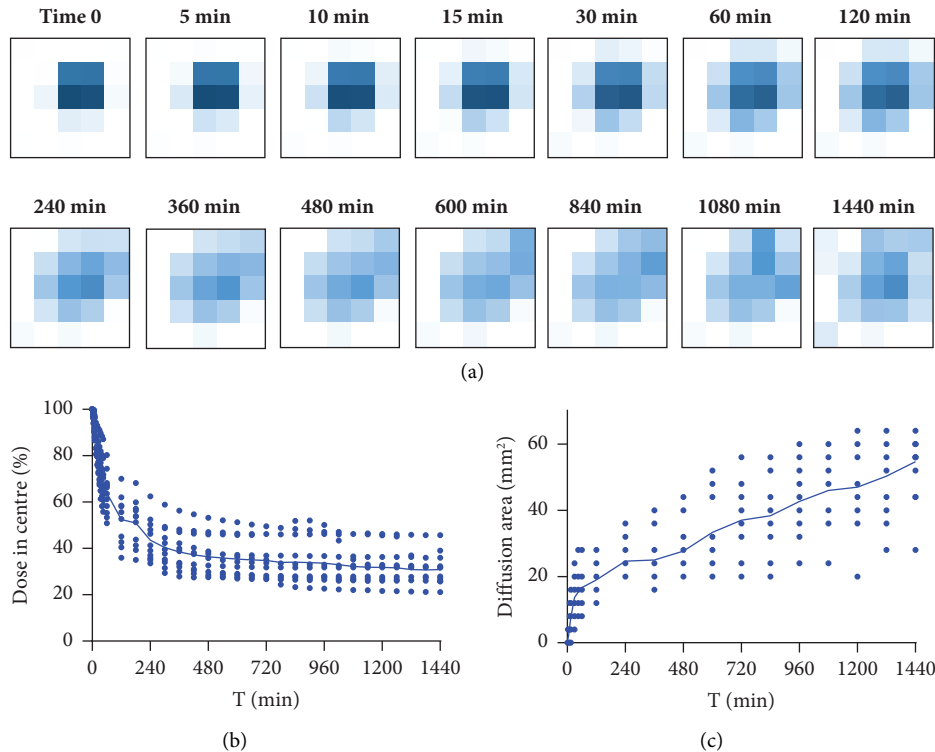 Time 0 5 min 10 min 15 min 30 min 60 min 120 min
240 min 360 min 480 min 600 min 840 min 1080 min 1440 min
(a)
100
80
60
40
20
0
Dose in centre (%)
0 240 480 720 960 1200 1440
T (min)
(b)
60
40
20
0
Diffusion area (mm²)
0 240 480 720 960 1200 1440
T (min)
(c)